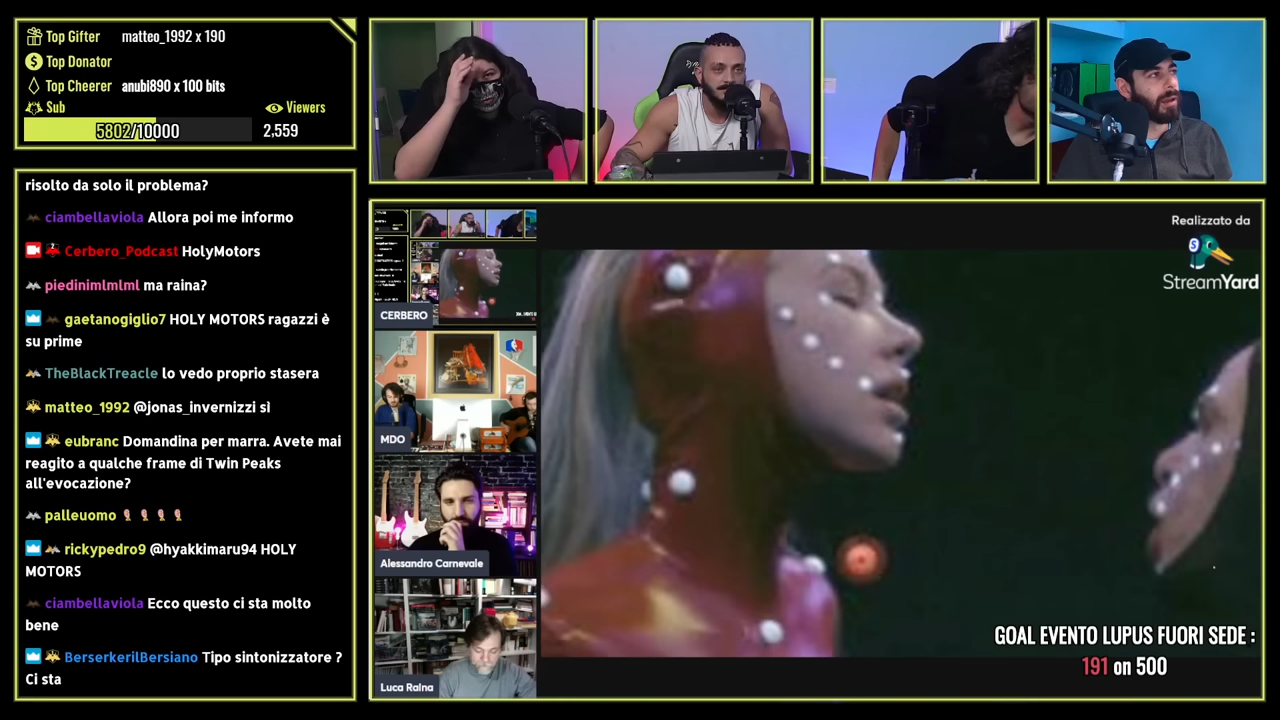 Top Gifter matteo_1992 x 190
Top Donator
Top Cheerer anubi890 x 100 bits
Sub Viewers
5802/10000 2,559
risolto da solo il problema?
ciambellaviola Allora poi me informo
Cerbero_Podcast HolyMotors
piedinimlmlml ma raina?
gaetanogiglio7 HOLY MOTORS ragazzi è
su prime
TheBlackTreacle lo vedo proprio stasera
matteo_1992 @jonas_invernizzi sì
eubranc Domandina per marra. Avete mai
reagito a qualche frame di Twin Peaks
all'evocazione?
palleuomo
rickypedro9 @hyakkimaru94 HOLY
MOTORS
ciambellaviola Ecco questo ci sta molto
bene
BerserkerilBersiano Tipo sintonizzatore ?
Ci sta
CERBERO
MDO
Alessandro Carnevale
Luca Raina
Realizzato da
StreamYard
GOAL EVENTO LUPUS FUORI SEDE :
191 on 500